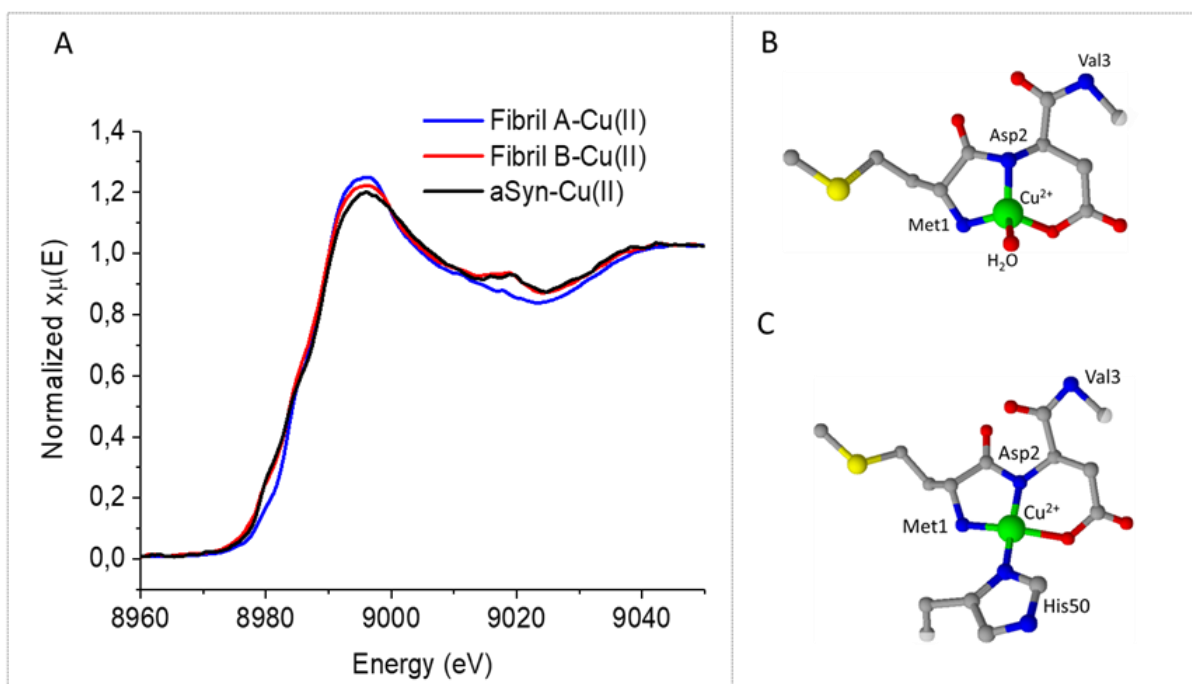 A
Fibril A-Cu(II)
Fibril B-Cu(II)
aSyn-Cu(II)
1,4
1,2
1,0
0,8
0,6
0,4
0,2
0,0
Normalized xμ(E)
8960 8980 9000 9020 9040
Energy (eV)
B
Val3
Asp2
Cu²⁺
Met1
H₂O
C
Val3
Asp2
Cu²⁺
Met1
His50